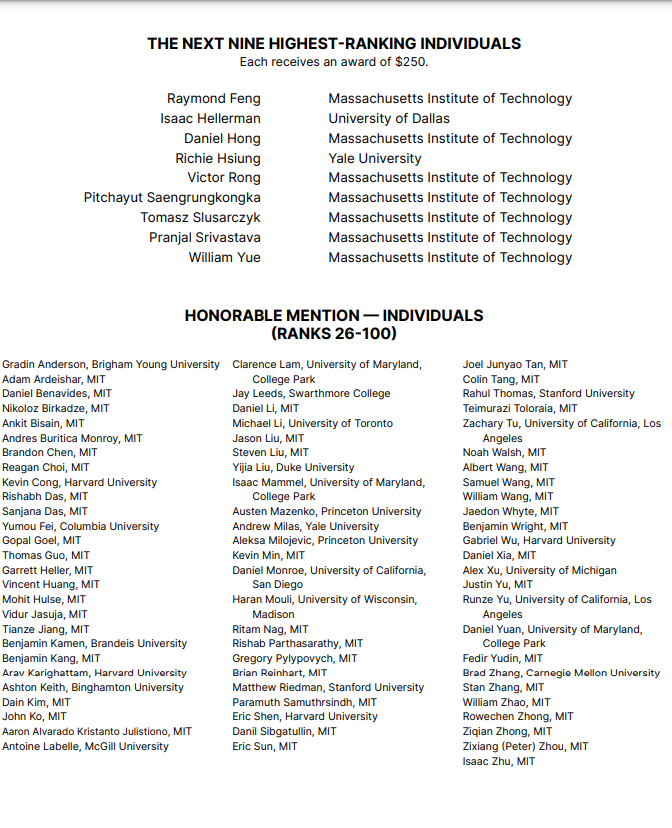 THE NEXT NINE HIGHEST-RANKING INDIVIDUALS
Each receives an award of $250.
Raymond Feng Massachusetts Institute of Technology
Isaac Hellerman University of Dallas
Daniel Hong Massachusetts Institute of Technology
Richie Hsiung Yale University
Victor Rong Massachusetts Institute of Technology
Pitchayut Saengrungkongka Massachusetts Institute of Technology
Tomasz Slusarczyk Massachusetts Institute of Technology
Pranjal Srivastava Massachusetts Institute of Technology
William Yue Massachusetts Institute of Technology
HONORABLE MENTION — INDIVIDUALS
(RANKS 26-100)
Gradin Anderson, Brigham Young University
Adam Ardeishar, MIT
Daniel Benavides, MIT
Nikoloz Birkadze, MIT
Ankit Bisain, MIT
Andres Buritica Monroy, MIT
Brandon Chen, MIT
Reagan Choi, MIT
Kevin Cong, Harvard University
Rishabh Das, MIT
Sanjana Das, MIT
Yumou Fei, Columbia University
Gopal Goel, MIT
Thomas Guo, MIT
Garrett Heller, MIT
Vincent Huang, MIT
Mohit Hulse, MIT
Vidur Jasuja, MIT
Tianze Jiang, MIT
Benjamin Kamen, Brandeis University
Benjamin Kang, MIT
Arav Karighattam, Harvard University
Ashton Keith, Binghamton University
Dain Kim, MIT
John Ko, MIT
Aaron Alvarado Kristanto Julistiono, MIT
Antoine Labelle, McGill University
Clarence Lam, University of Maryland,
College Park
Jay Leeds, Swarthmore College
Daniel Li, MIT
Michael Li, University of Toronto
Jason Liu, MIT
Steven Liu, MIT
Yijia Liu, Duke University
Isaac Mammel, University of Maryland,
College Park
Austen Mazenko, Princeton University
Andrew Milas, Yale University
Aleksa Milojevic, Princeton University
Kevin Min, MIT
Daniel Monroe, University of California,
San Diego
Haran Mouli, University of Wisconsin,
Madison
Ritam Nag, MIT
Rishab Parthasarathy, MIT
Gregory Pylypovych, MIT
Brian Reinhart, MIT
Matthew Riedman, Stanford University
Paramuth Samuthrsindh, MIT
Eric Shen, Harvard University
Danil Sibgatullin, MIT
Eric Sun, MIT
Joel Junyao Tan, MIT
Colin Tang, MIT
Rahul Thomas, Stanford University
Teimurazi Toloraia, MIT
Zachary Tu, University of California, Los
Angeles
Noah Walsh, MIT
Albert Wang, MIT
Samuel Wang, MIT
William Wang, MIT
Jaedon Whyte, MIT
Benjamin Wright, MIT
Gabriel Wu, Harvard University
Daniel Xia, MIT
Alex Xu, University of Michigan
Justin Yu, MIT
Runze Yu, University of California, Los
Angeles
Daniel Yuan, University of Maryland,
College Park
Fedir Yudin, MIT
Brad Zhang, Carnegie Mellon University
Stan Zhang, MIT
William Zhao, MIT
Rowechen Zhong, MIT
Ziqian Zhong, MIT
Zixiang (Peter) Zhou, MIT
Isaac Zhu, MIT